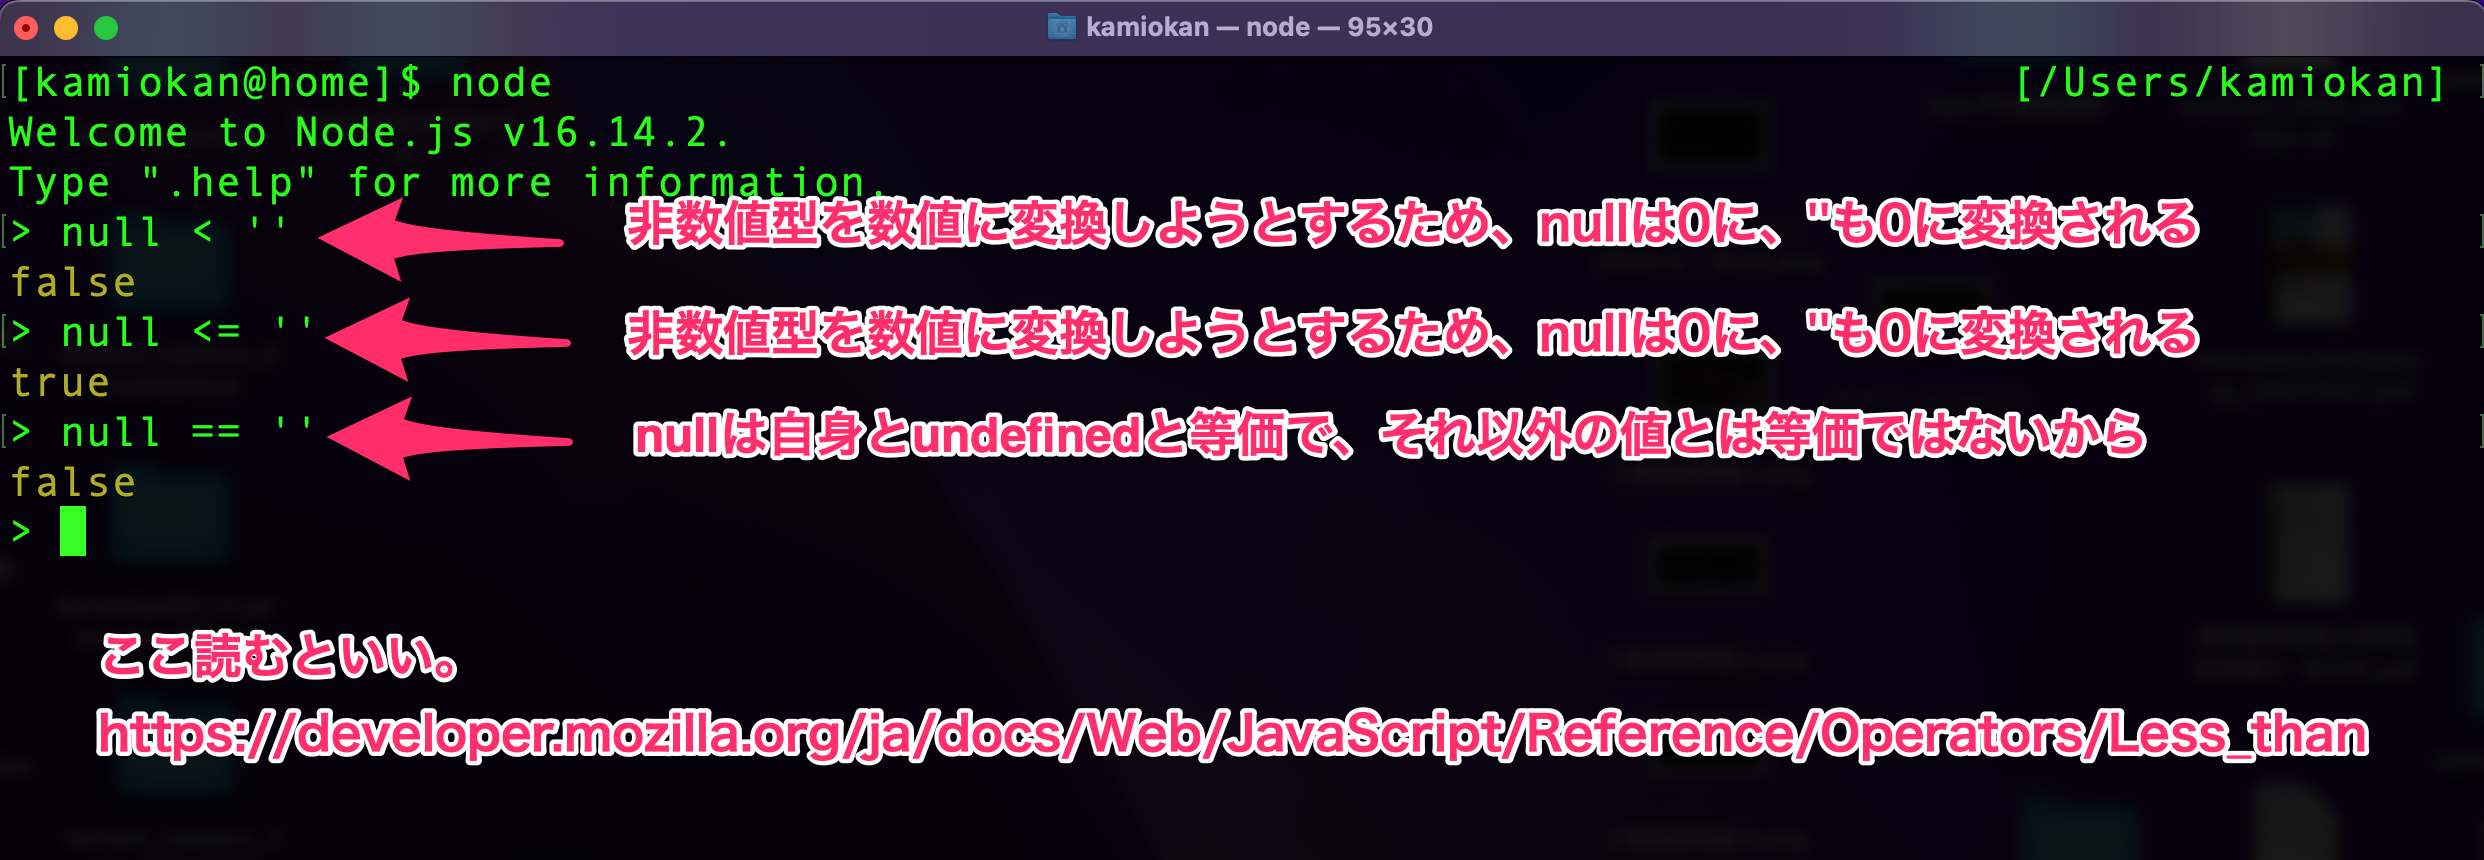 kamiokan — node — 95×30
[kamiokan@home]$ node [/Users/kamiokan]
Welcome to Node.js v16.14.2.
Type ".help" for more information.
> null < '' 非数値型を数値に変換しようとするため、nullは0に、''も0に変換される
false
> null <= '' 非数値型を数値に変換しようとするため、nullは0に、''も0に変換される
true
> null == '' nullは自身とundefinedと等価で、それ以外の値とは等価ではないから
false
>
ここ読むといい。
https://developer.mozilla.org/ja/docs/Web/JavaScript/Reference/Operators/Less_than